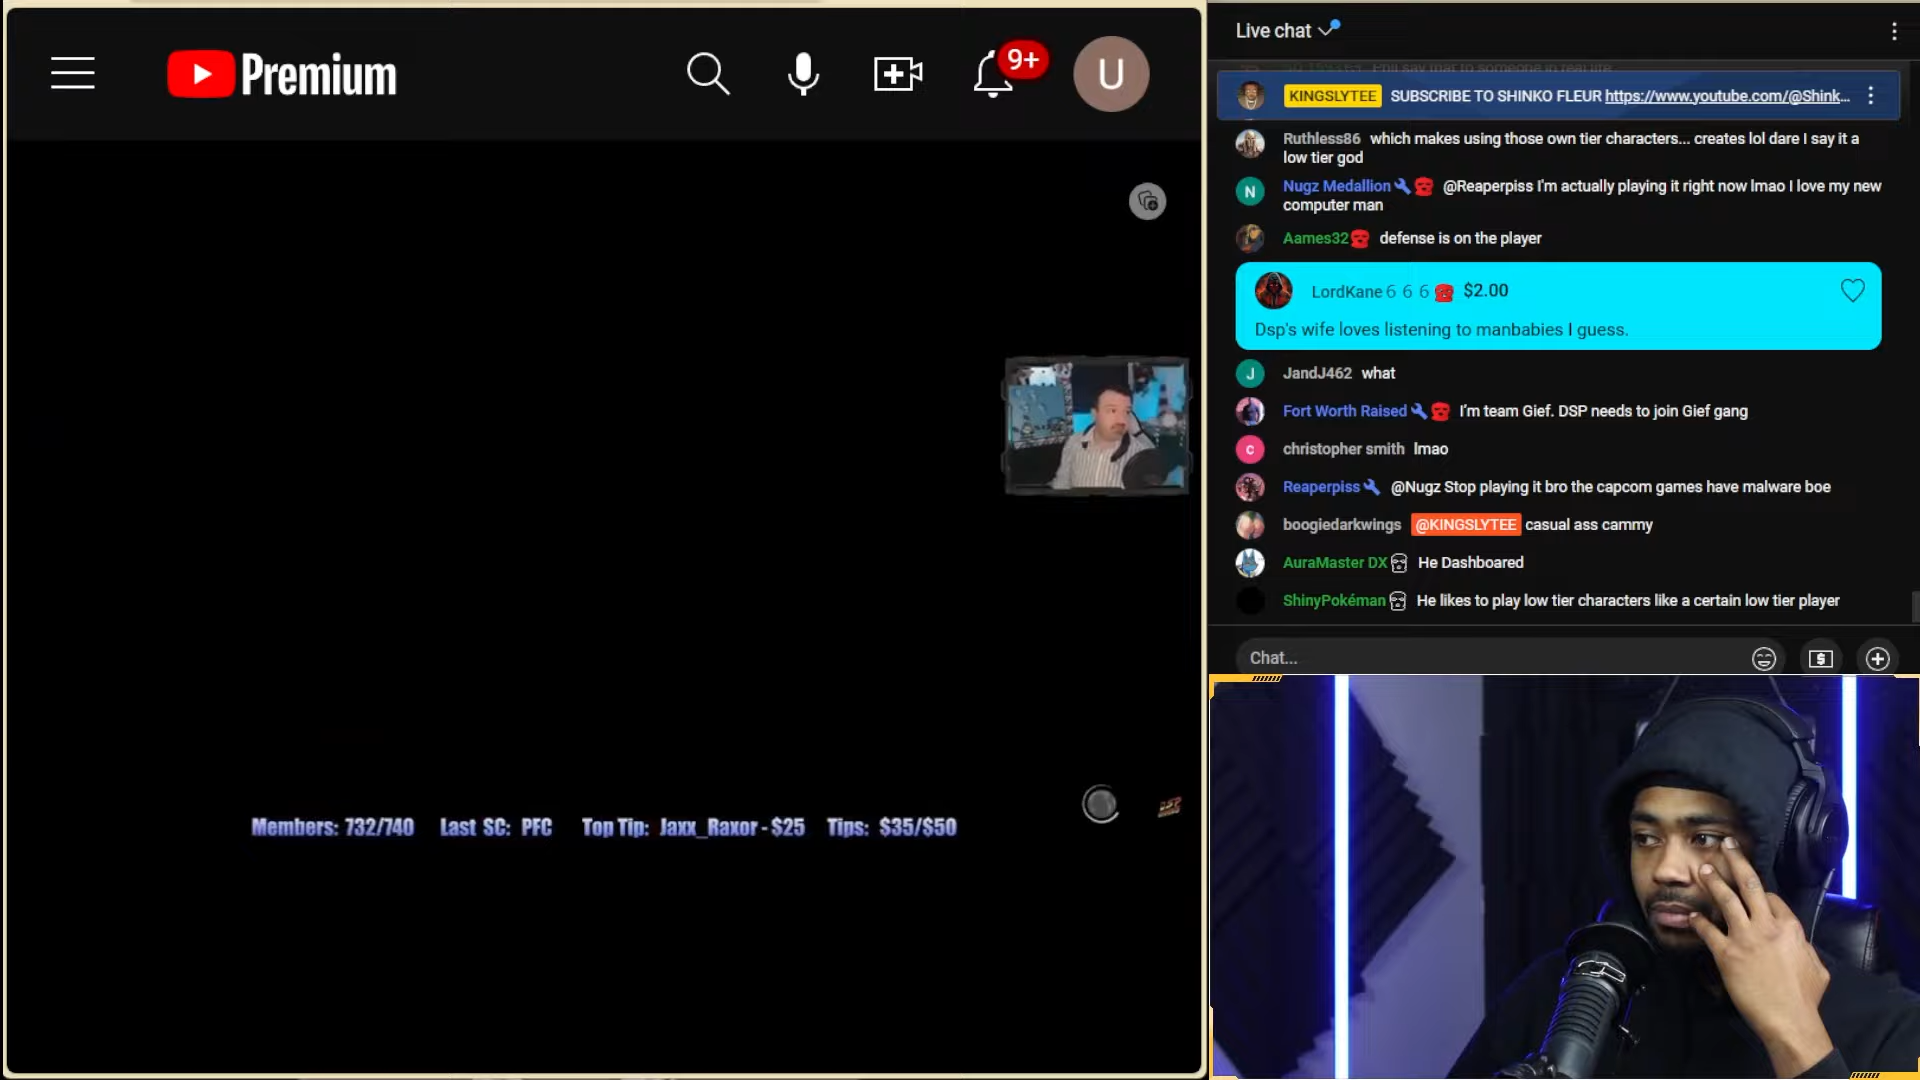 Premium
9+
U
Members: 732/740 Last SC: PFC Top Tip: Jaxx_Raxor - $25 Tips: $35/$50
Live chat
KINGSLYTEE SUBSCRIBE TO SHINKO FLEUR https://www.youtube.com/@Shink...
Ruthless86 which makes using those own tier characters... creates lol dare I say it a
low tier god
N
Nugz Medallion @Reaperpiss I'm actually playing it right now lmao I love my new
computer man
Aames32 defense is on the player
LordKane 6 6 6 $2.00
Dsp's wife loves listening to manbabies I guess.
J
JandJ462 what
Fort Worth Raised I'm team Gief. DSP needs to join Gief gang
c
christopher smith lmao
Reaperpiss @Nugz Stop playing it bro the capcom games have malware boe
boogiedarkwings @KINGSLYTEE casual ass cammy
AuraMaster DX He Dashboared
ShinyPokéman He likes to play low tier characters like a certain low tier player
Chat...